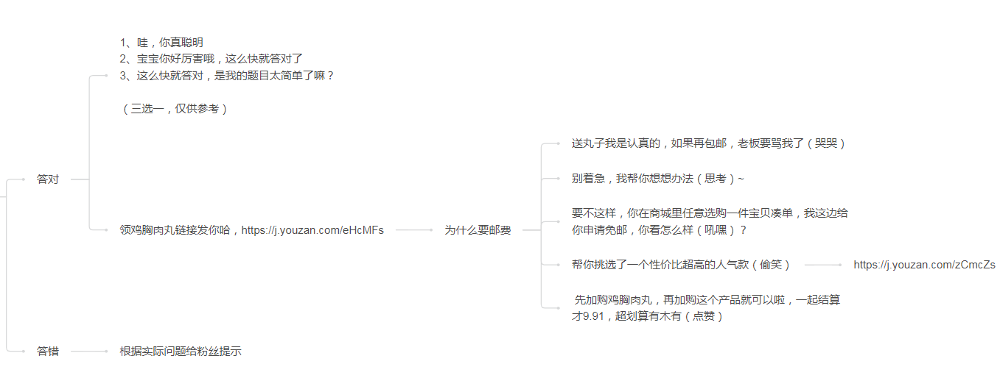 1、哇，你真聪明
2、宝宝你好厉害哦，这么快就答对了
3、这么快就答对，是我的题目太简单了嘛？
（三选一，仅供参考）
答对
领鸡胸肉丸链接发你哈，https://j.youzan.com/eHcMFs
为什么要邮费
送丸子我是认真的，如果再包邮，老板要骂我了（哭哭）
别着急，我帮你想想办法（思考）~
要不这样，你在商城里任意选购一件宝贝凑单，我这边给
你申请免邮，你看怎么样（吼嘿）？
帮你挑选了一个性价比超高的人气款（偷笑）
https://j.youzan.com/zCmcZs
先加购鸡胸肉丸，再加购这个产品就可以啦，一起结算
才9.91，超划算有木有（点赞）
答错
根据实际问题给粉丝提示